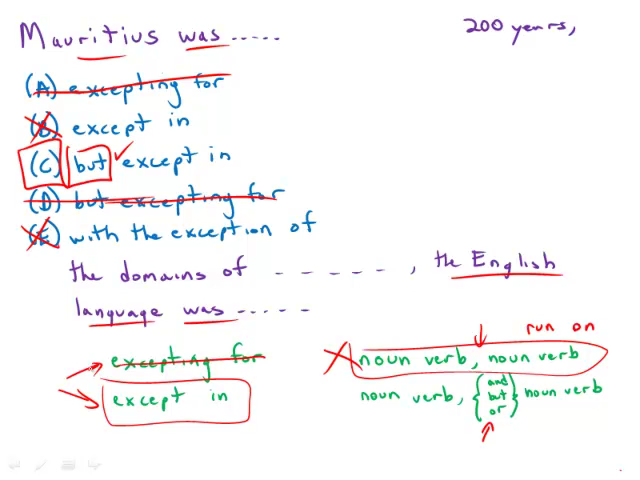 Mauritius was .....
200 years,
(A) excepting for
(B) except in
(C) but except in
(D) but excepting for
(E) with the exception of
the domains of - - - - - -, the English
language was .....
excepting for
except in
run on
noun verb, noun verb
noun verb, { and but or } noun verb